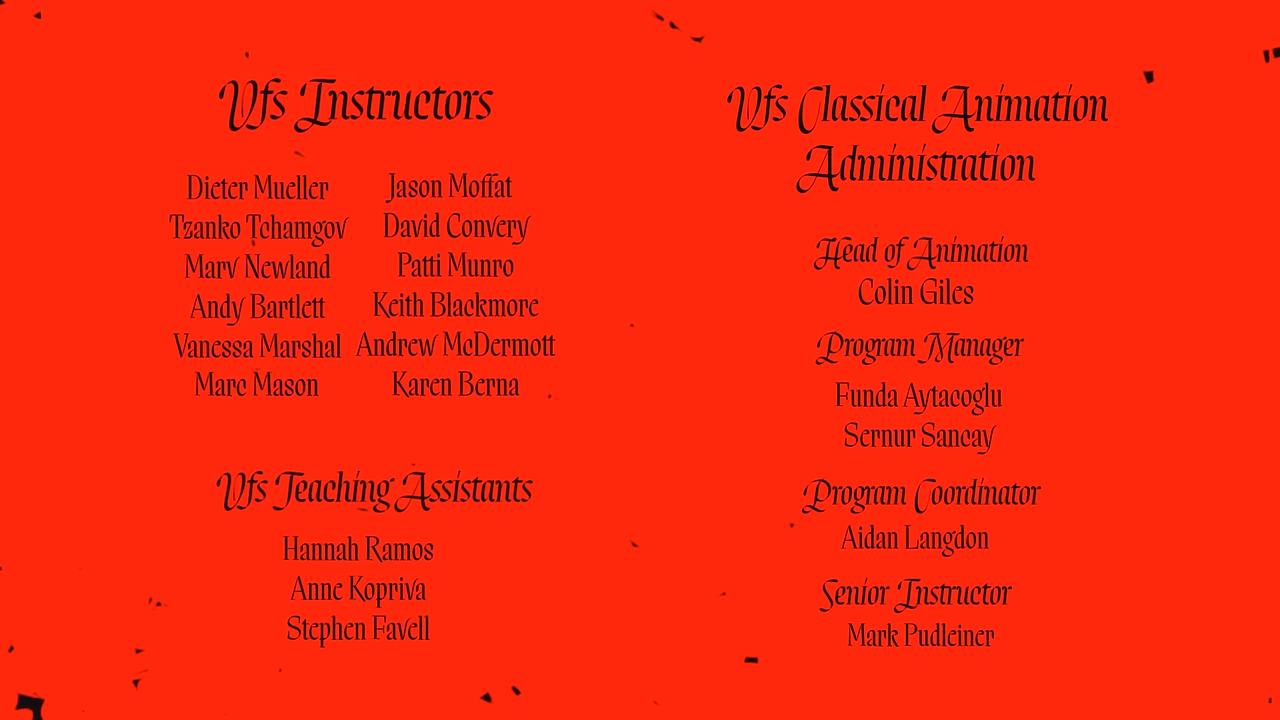 Vfs Instructors
Dieter Mueller
Tzanko Tchamgov
Marv Newland
Andy Bartlett
Vanessa Marshal
Marc Mason
Jason Moffat
David Convery
Patti Munro
Keith Blackmore
Andrew McDermott
Karen Berna
Vfs Teaching Assistants
Hannah Ramos
Anne Kopriva
Stephen Favell
Vfs Classical Animation
Administration
Head of Animation
Colin Giles
Program Manager
Funda Aytacoglu
Sernur Sancay
Program Coordinator
Aidan Langdon
Senior Instructor
Mark Pudleiner